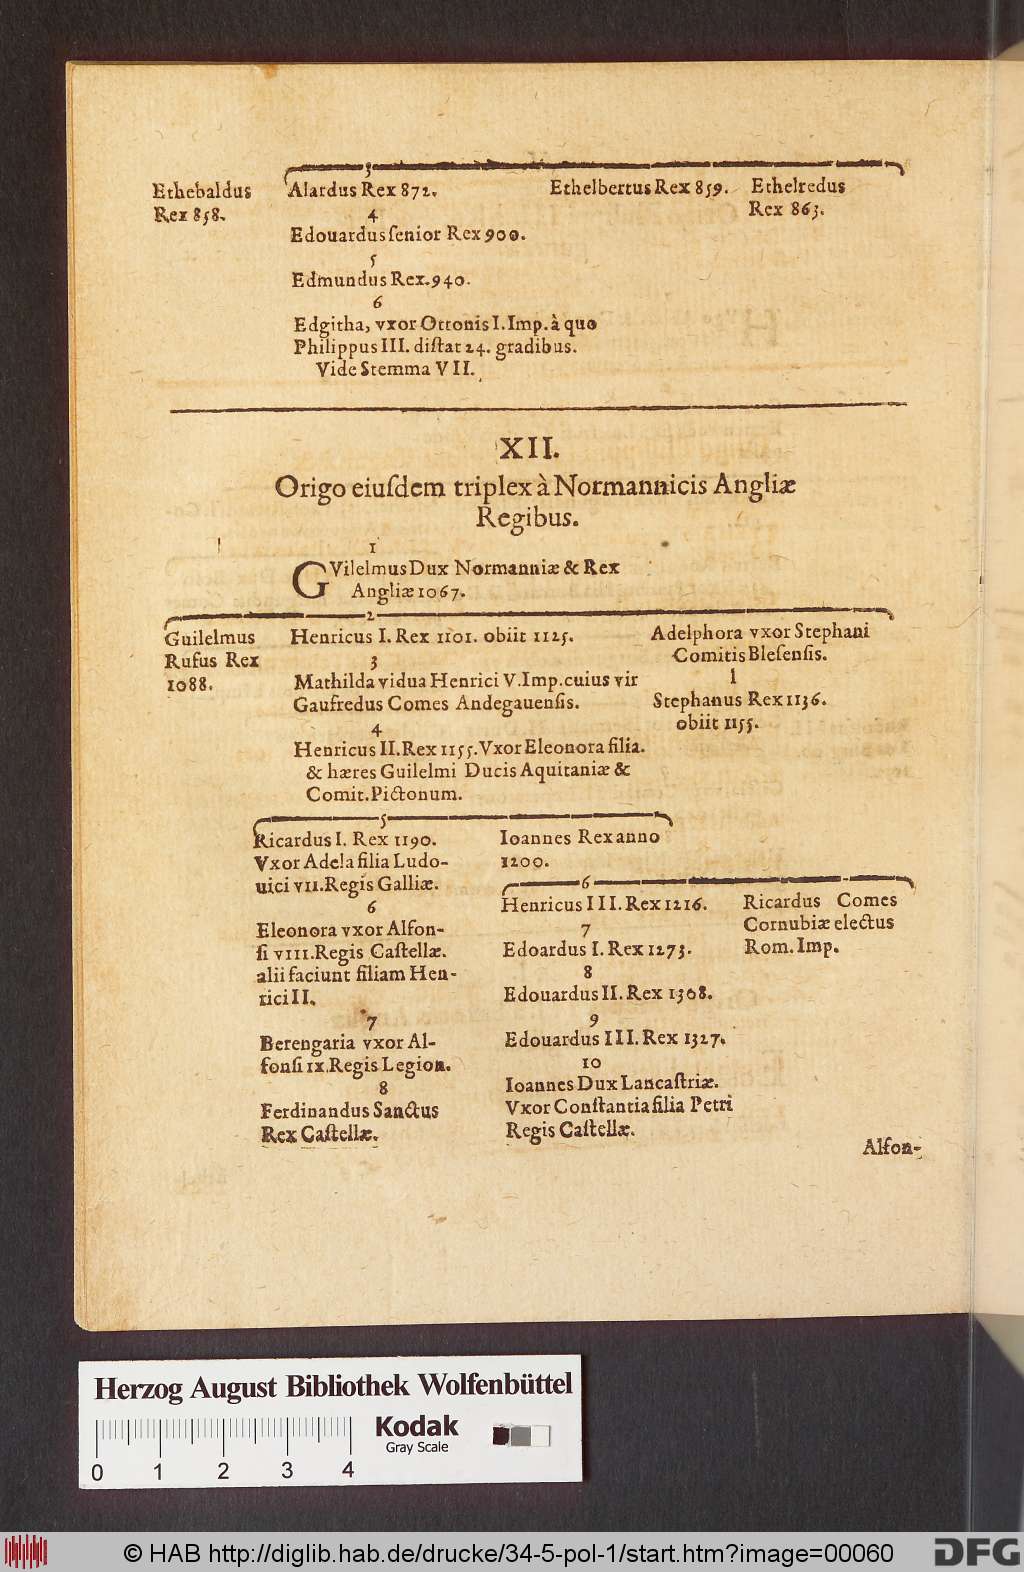 3
Ethebaldus
Rex 858.
Alardus Rex 872.
Ethelbertus Rex 859.
Ethelredus
Rex 863.
4
Edouardus ſenior Rex 900.
5
Edmundus Rex. 940.
6
Edgitha, vxor Ottonis I. Imp. à quo
Philippus III. diſtat 24. gradibus.
Vide Stemma VII.
XII.
Origo eiuſdem triplex à Normannicis Angliæ
Regibus.
1
GVilelmus Dux Normanniæ & Rex
Angliæ 1067.
2
Guilelmus
Rufus Rex
1088.
Henricus I. Rex 1101. obiit 1125.
3
Mathilda vidua Henrici V. Imp. cuius vir
Gaufredus Comes Andegauenſis.
4
Henricus II. Rex 1155. Vxor Eleonora filia.
& hæres Guilelmi Ducis Aquitaniæ &
Comit. Pictonum.
Adelphora vxor Stephani
Comitis Bleſenſis.
1
Stephanus Rex 1136.
obiit 1155.
5
Ricardus I. Rex 1190.
Vxor Adela filia Ludo-
uici VII. Regis Galliæ.
6
Eleonora vxor Alfon-
ſi VIII. Regis Caſtellæ.
alii faciunt filiam Hen-
rici II.
7
Berengaria vxor Al-
fonſi IX. Regis Legion.
8
Ferdinandus Sanctus
Rex Caſtellæ.
Ioannes Rex anno
1200.
6
Henricus III. Rex 1216.
7
Edoardus I. Rex 1273.
8
Edouardus II. Rex 1308.
9
Edouardus III. Rex 1327.
10
Ioannes Dux Lancaſtriæ.
Vxor Conſtantia filia Petri
Regis Caſtellæ.
Ricardus Comes
Cornubiæ electus
Rom. Imp.
Alfon-
Herzog August Bibliothek Wolfenbüttel
Kodak
Gray Scale
0 1 2 3 4
© HAB http://diglib.hab.de/drucke/34-5-pol-1/start.htm?image=00060
DFG